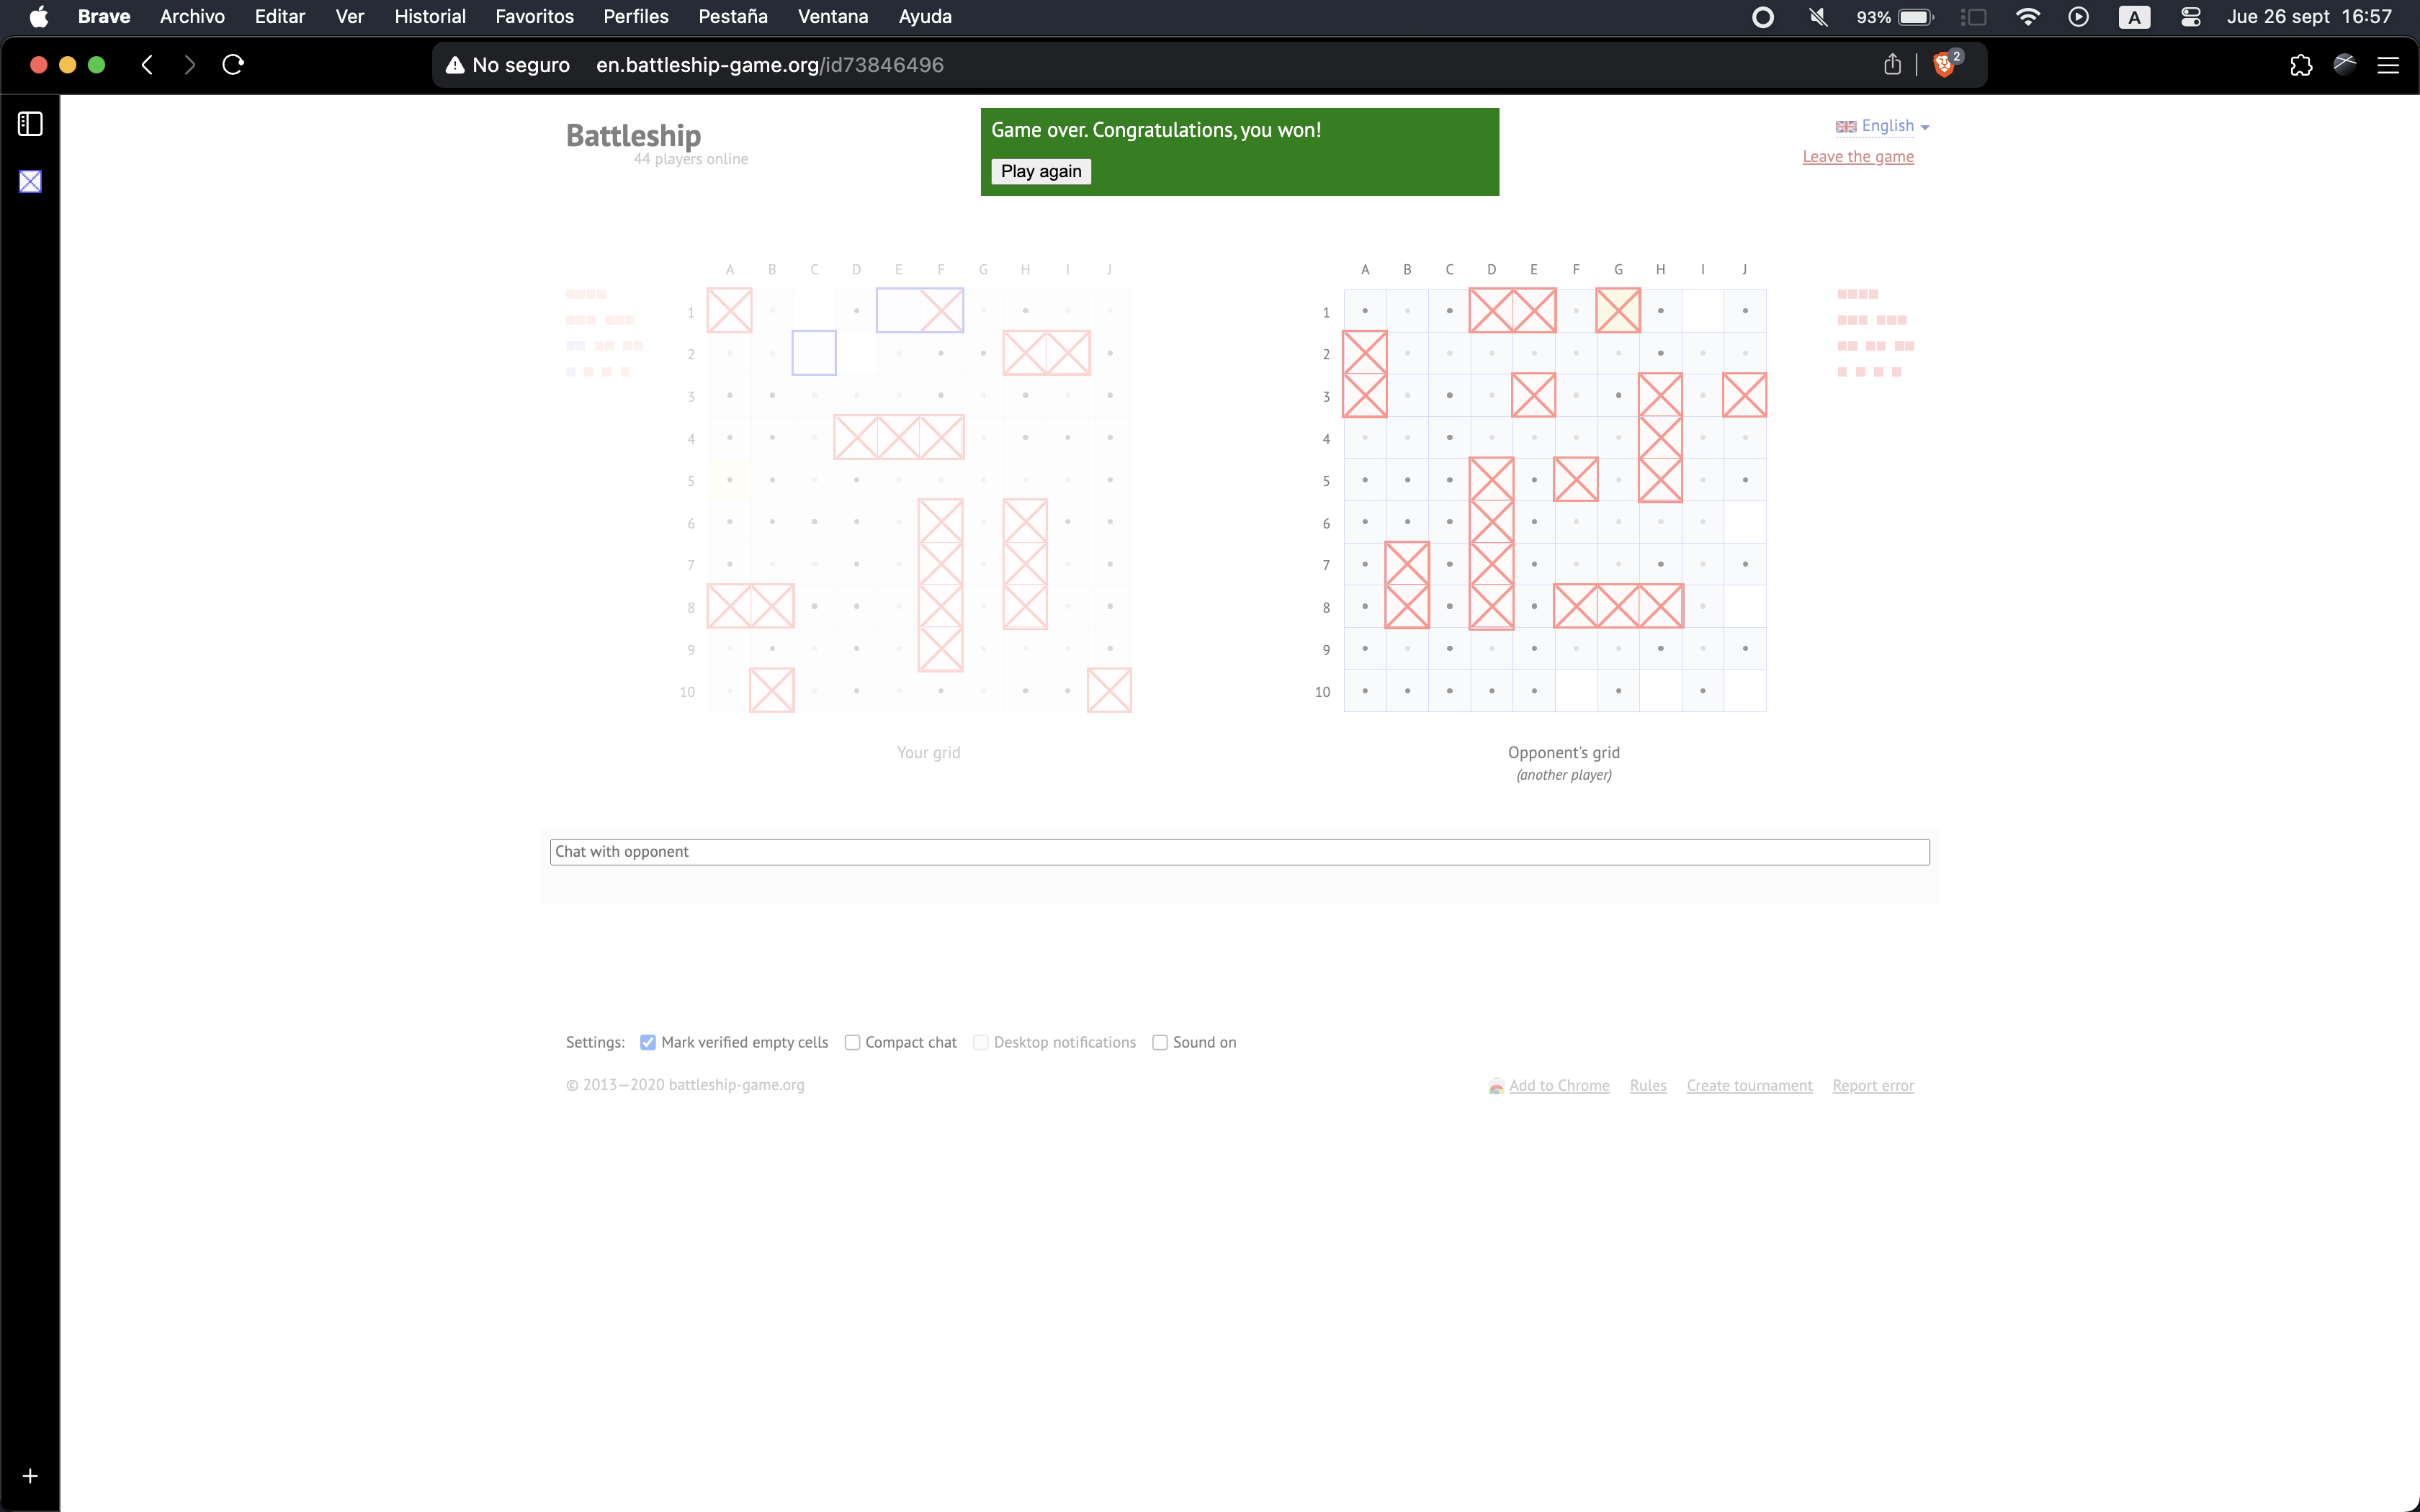 Brave Archivo Editar Ver Historial Favoritos Perfiles Pestaña Ventana Ayuda 93% A Jue 26 sept 16:57
No seguro en.battleship-game.org/id73846496 2
Battleship
44 players online
Game over. Congratulations, you won!
Play again
English
Leave the game
A B C D E F G H I J
1
2
3
4
5
6
7
8
9
10
Your grid
A B C D E F G H I J
1
2
3
4
5
6
7
8
9
10
Opponent's grid
(another player)
Chat with opponent
Settings: Mark verified empty cells Compact chat Desktop notifications Sound on
© 2013—2020 battleship-game.org Add to Chrome Rules Create tournament Report error